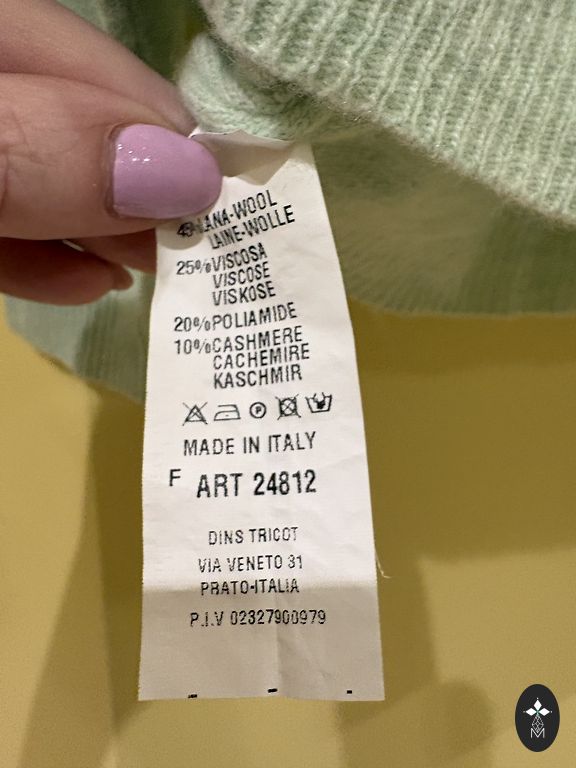 45%LANA-WOOL
LAINE-WOLLE
25%VISCOSA
VISCOSE
VISKOSE
20%POLIAMIDE
10%CASHMERE
CACHEMIRE
KASCHMIR
P
MADE IN ITALY
F ART 24812
DINS TRICOT
VIA VENETO 31
PRATO-ITALIA
P.I.V 02327900979
M